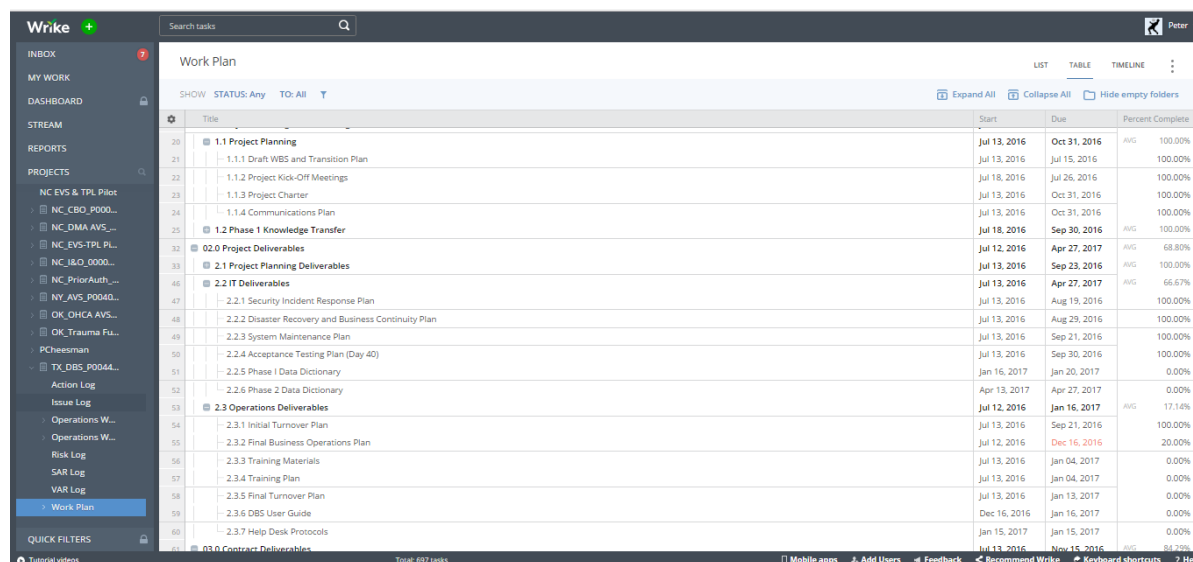 Wrike
Search tasks
Peter
INBOX 7
MY WORK
DASHBOARD
STREAM
REPORTS
PROJECTS
NC EVS & TPL Pilot
NC_CBO_P000...
NC_DMA AVS_...
NC_EVS-TPL Pi...
NC_I&O_0000...
NC_PriorAuth_...
NY_AVS_P0040...
OK_OHCA AVS...
OK_Trauma Fu...
PCheesman
TX_DBS_P0044...
Action Log
Issue Log
Operations W...
Operations W...
Risk Log
SAR Log
VAR Log
Work Plan
QUICK FILTERS
Work Plan
LIST TABLE TIMELINE
SHOW STATUS: Any TO: All
Expand All Collapse All Hide empty folders
Title Start Due Percent Complete
20 1.1 Project Planning Jul 13, 2016 Oct 31, 2016 AVG 100.00%
21 1.1.1 Draft WBS and Transition Plan Jul 13, 2016 Jul 15, 2016 100.00%
22 1.1.2 Project Kick-Off Meetings Jul 18, 2016 Jul 26, 2016 100.00%
23 1.1.3 Project Charter Jul 13, 2016 Oct 31, 2016 100.00%
24 1.1.4 Communications Plan Jul 13, 2016 Oct 31, 2016 100.00%
25 1.2 Phase 1 Knowledge Transfer Jul 18, 2016 Sep 30, 2016 AVG 100.00%
32 02.0 Project Deliverables Jul 12, 2016 Apr 27, 2017 AVG 68.80%
33 2.1 Project Planning Deliverables Jul 13, 2016 Sep 23, 2016 AVG 100.00%
46 2.2 IT Deliverables Jul 13, 2016 Apr 27, 2017 AVG 66.67%
47 2.2.1 Security Incident Response Plan Jul 13, 2016 Aug 19, 2016 100.00%
48 2.2.2 Disaster Recovery and Business Continuity Plan Jul 13, 2016 Aug 29, 2016 100.00%
49 2.2.3 System Maintenance Plan Jul 13, 2016 Sep 21, 2016 100.00%
50 2.2.4 Acceptance Testing Plan (Day 40) Jul 13, 2016 Sep 30, 2016 100.00%
51 2.2.5 Phase I Data Dictionary Jan 16, 2017 Jan 20, 2017 0.00%
52 2.2.6 Phase 2 Data Dictionary Apr 13, 2017 Apr 27, 2017 0.00%
53 2.3 Operations Deliverables Jul 12, 2016 Jan 16, 2017 AVG 17.14%
54 2.3.1 Initial Turnover Plan Jul 13, 2016 Sep 21, 2016 100.00%
55 2.3.2 Final Business Operations Plan Jul 12, 2016 Dec 16, 2016 20.00%
56 2.3.3 Training Materials Jul 13, 2016 Jan 04, 2017 0.00%
57 2.3.4 Training Plan Jul 13, 2016 Jan 04, 2017 0.00%
58 2.3.5 Final Turnover Plan Jul 13, 2016 Jan 13, 2017 0.00%
59 2.3.6 DBS User Guide Dec 16, 2016 Jan 16, 2017 0.00%
60 2.3.7 Help Desk Protocols Jan 15, 2017 Jan 15, 2017 0.00%
61 03.0 Contract Deliverables Jul 13, 2016 Nov 15, 2016 AVG 84.29%
Tutorial videos Total: 697 tasks Mobile apps Add Users Feedback Recommend Wrike Keyboard shortcuts ? He